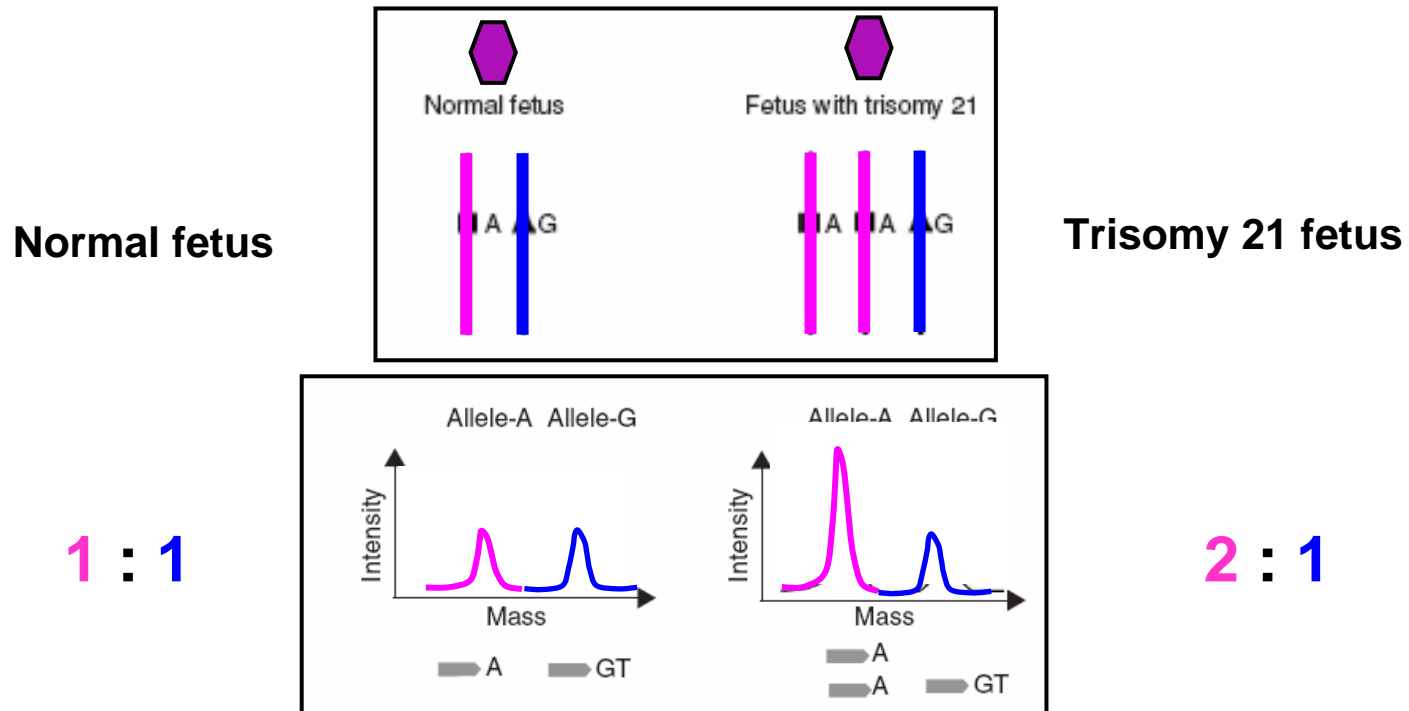 Normal fetus
Fetus with trisomy 21
A
G
A
A
G
Normal fetus
Trisomy 21 fetus
Allele-A Allele-G
Allele-A Allele-G
Intensity
Mass
Intensity
Mass
1 : 1
2 : 1
A
GT
A
A
GT